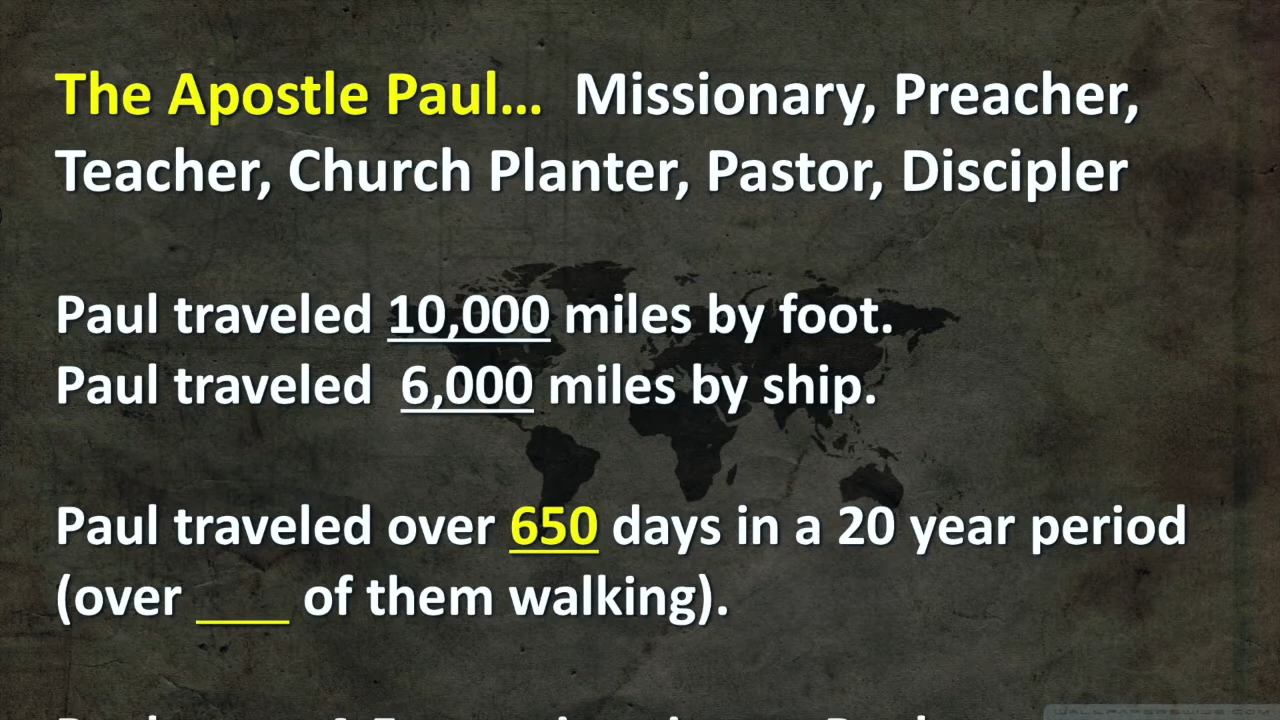 The Apostle Paul… Missionary, Preacher,
Teacher, Church Planter, Pastor, Discipler
Paul traveled 10,000 miles by foot.
Paul traveled 6,000 miles by ship.
Paul traveled over 650 days in a 20 year period
(over ____ of them walking).
WALLPAPERSWIDE.COM